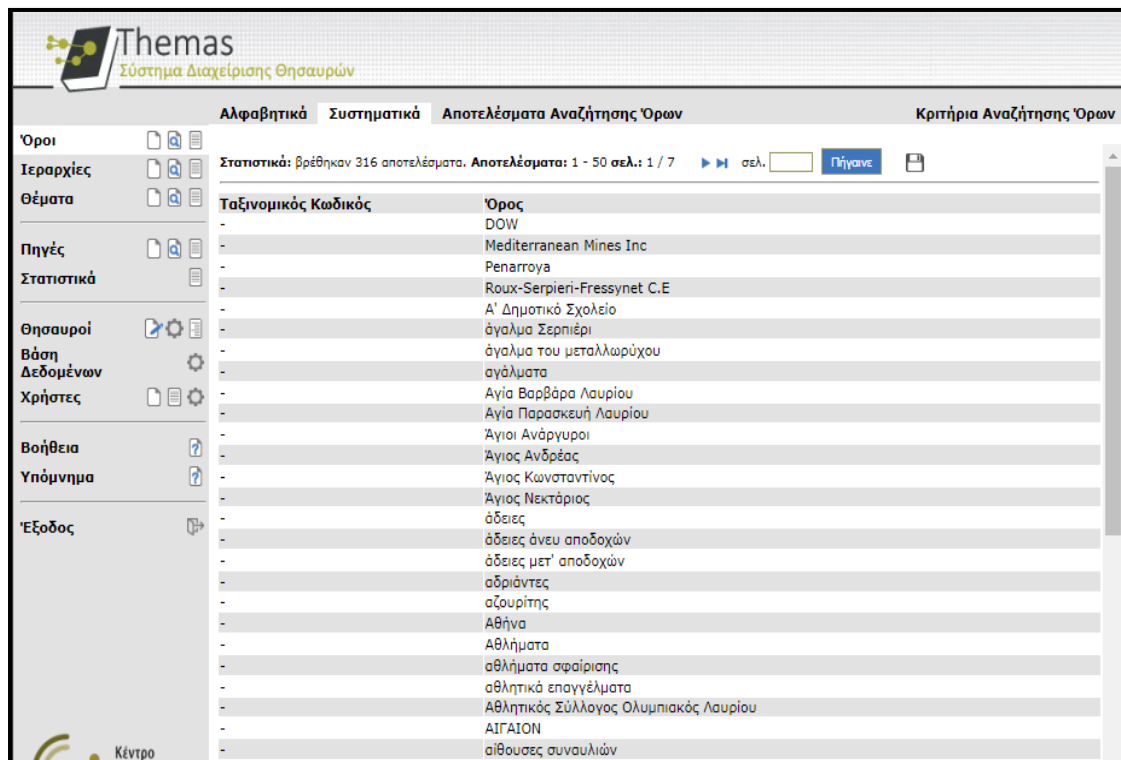 Themas
Σύστημα Διαχείρισης Θησαυρών
Αλφαβητικά Συστηματικά Αποτελέσματα Αναζήτησης Όρων Κριτήρια Αναζήτησης Όρων
Όροι
Ιεραρχίες
Θέματα
Πηγές
Στατιστικά
Θησαυροί
Βάση
Δεδομένων
Χρήστες
Βοήθεια
Υπόμνημα
Έξοδος
Κέντρο
Στατιστικά: βρέθηκαν 316 αποτελέσματα. Αποτελέσματα: 1 - 50 σελ.: 1 / 7 σελ. Πήγαινε
Ταξινομικός Κωδικός Όρος
- DOW
- Mediterranean Mines Inc
- Penarroya
- Roux-Serpieri-Fressynet C.E
- Α' Δημοτικό Σχολείο
- άγαλμα Σερπιέρι
- άγαλμα του μεταλλωρύχου
- αγάλματα
- Αγία Βαρβάρα Λαυρίου
- Αγία Παρασκευή Λαυρίου
- Άγιοι Ανάργυροι
- Άγιος Ανδρέας
- Άγιος Κωνσταντίνος
- Άγιος Νεκτάριος
- άδειες
- άδειες άνευ αποδοχών
- άδειες μετ' αποδοχών
- αδριάντες
- αζουρίτης
- Αθήνα
- Αθλήματα
- αθλήματα σφαίρισης
- αθλητικά επαγγέλματα
- Αθλητικός Σύλλογος Ολυμπιακός Λαυρίου
- ΑΙΓΑΙΟΝ
- αίθουσες συναυλιών